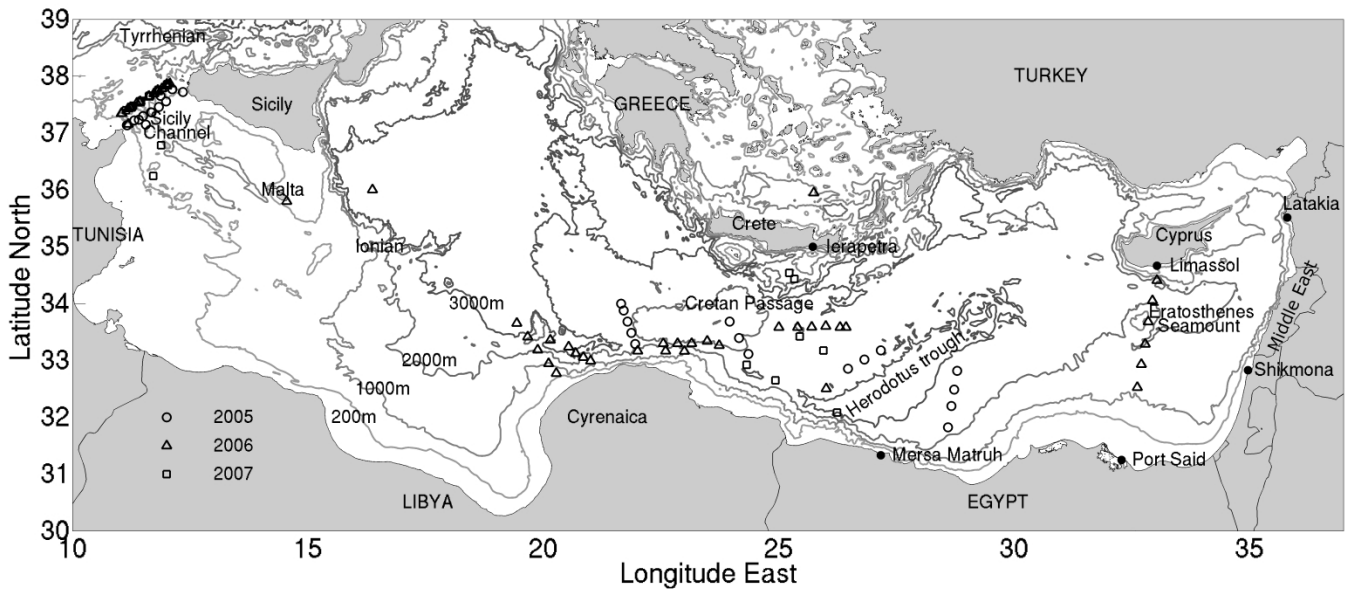 39
38
37
36
35
34
33
32
31
30
Latitude North
10
15
20
25
30
35
Longitude East
Tyrrhenian
TURKEY
Sicily
GREECE
Sicily
Channel
Malta
Latakia
Crete
Cyprus
TUNISIA
Ionian
Ierapetra
Limassol
Middle East
3000m
Cretan Passage
Eratosthenes
Seamount
2000m
Herodotus trough
Shikmona
1000m
200m
Cyrenaica
2005
2006
2007
Mersa Matruh
Port Said
LIBYA
EGYPT